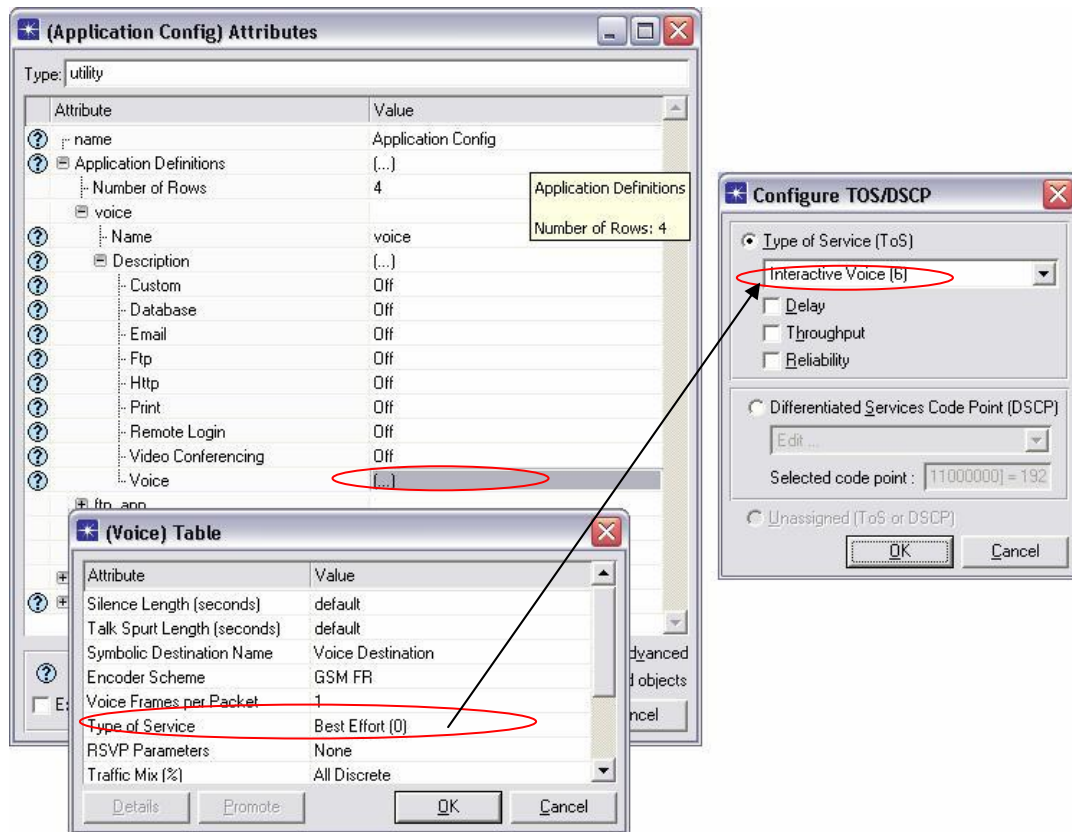 (Application Config) Attributes
Type: utility
Attribute Value
name Application Config
Application Definitions (...)
Number of Rows 4
voice
Name voice
Description (...)
Custom Off
Database Off
Email Off
Ftp Off
Http Off
Print Off
Remote Login Off
Video Conferencing Off
Voice (...)
ftp_app
Application Definitions
Number of Rows: 4
dvanced
objects
ncel
(Voice) Table
Attribute Value
Silence Length (seconds) default
Talk Spurt Length (seconds) default
Symbolic Destination Name Voice Destination
Encoder Scheme GSM FR
Voice Frames per Packet 1
Type of Service Best Effort (0)
RSVP Parameters None
Traffic Mix (%) All Discrete
Details Promote OK Cancel
Configure TOS/DSCP
Type of Service (ToS)
Interactive Voice (6)
Delay
Throughput
Reliability
Differentiated Services Code Point (DSCP)
Edit ...
Selected code point : 11000000] = 192
Unassigned (ToS or DSCP)
OK Cancel